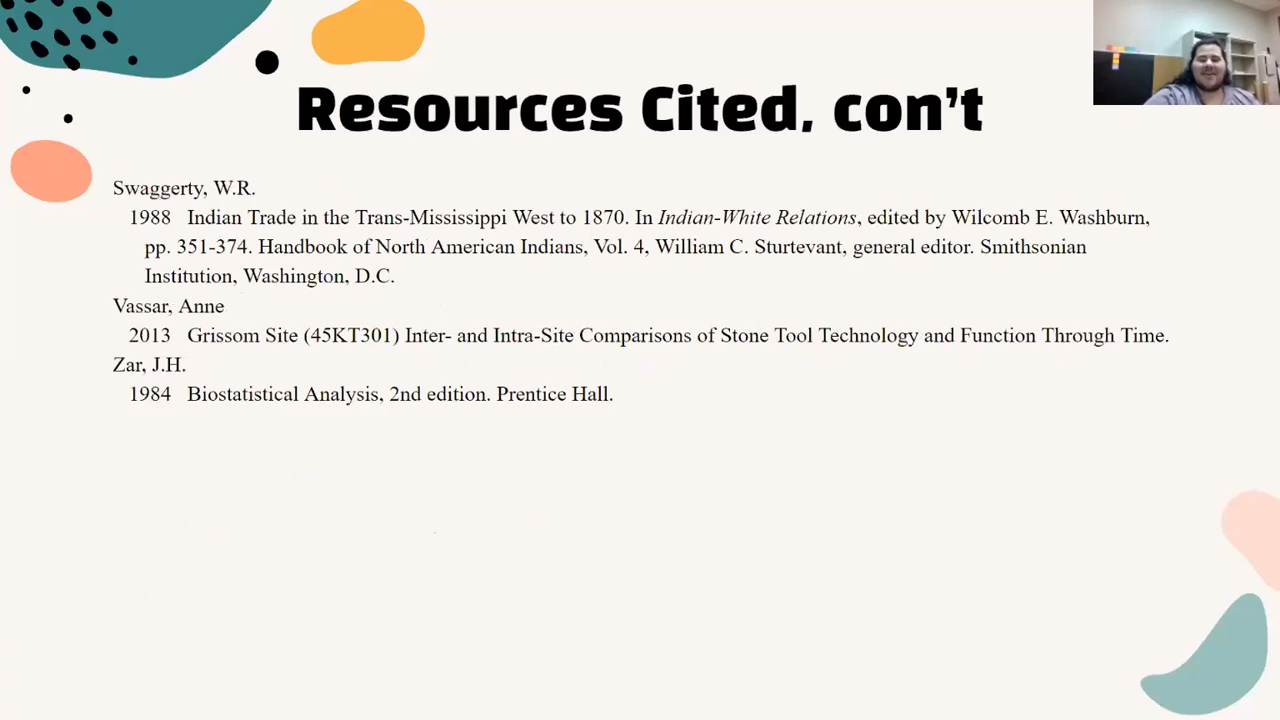 Resources Cited, con't
Swaggerty, W.R.
1988 Indian Trade in the Trans-Mississippi West to 1870. In Indian-White Relations, edited by Wilcomb E. Washburn,
pp. 351-374. Handbook of North American Indians, Vol. 4, William C. Sturtevant, general editor. Smithsonian
Institution, Washington, D.C.
Vassar, Anne
2013 Grissom Site (45KT301) Inter- and Intra-Site Comparisons of Stone Tool Technology and Function Through Time.
Zar, J.H.
1984 Biostatistical Analysis, 2nd edition. Prentice Hall.